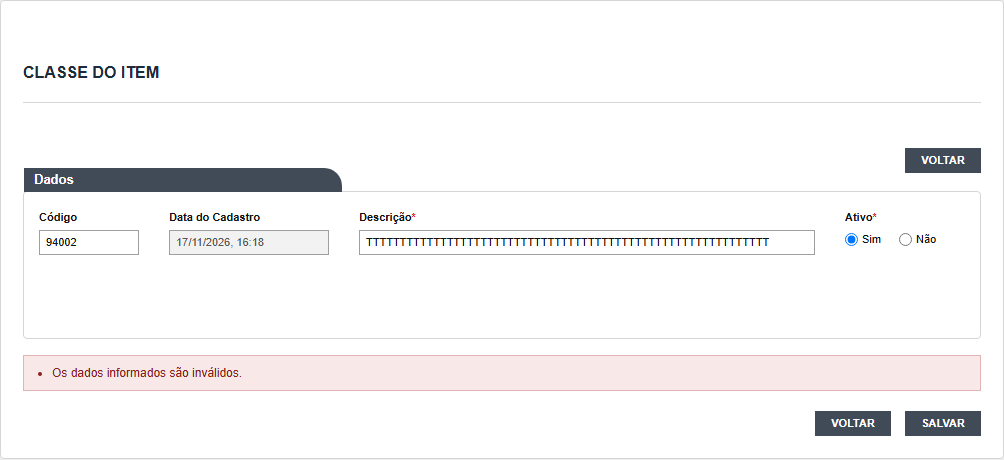 CLASSE DO ITEM
VOLTAR
Dados
Código Data do Cadastro Descrição* Ativo*
94002 17/11/2026, 16:18 TTTTTTTTTTTTTTTTTTTTTTTTTTTTTTTTTTTTTTTTTTTTTTTTTTTTTTTTTTTT Sim Não
• Os dados informados são inválidos.
VOLTAR SALVAR